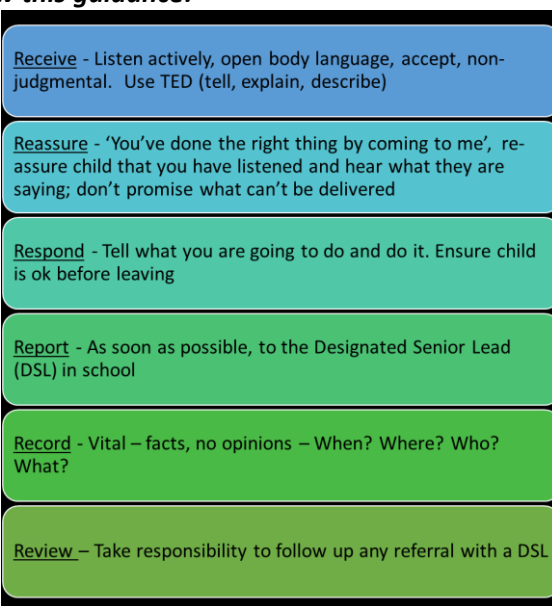 this guidance.
Receive - Listen actively, open body language, accept, non-
judgmental.  Use TED (tell, explain, describe)
Reassure - ‘You’ve done the right thing by coming to me’,  re-
assure child that you have listened and hear what they are
saying; don’t promise what can’t be delivered
Respond - Tell what you are going to do and do it. Ensure child
is ok before leaving
Report - As soon as possible, to the Designated Senior Lead
(DSL) in school
Record - Vital – facts, no opinions – When? Where? Who?
What?
Review – Take responsibility to follow up any referral with a DSL